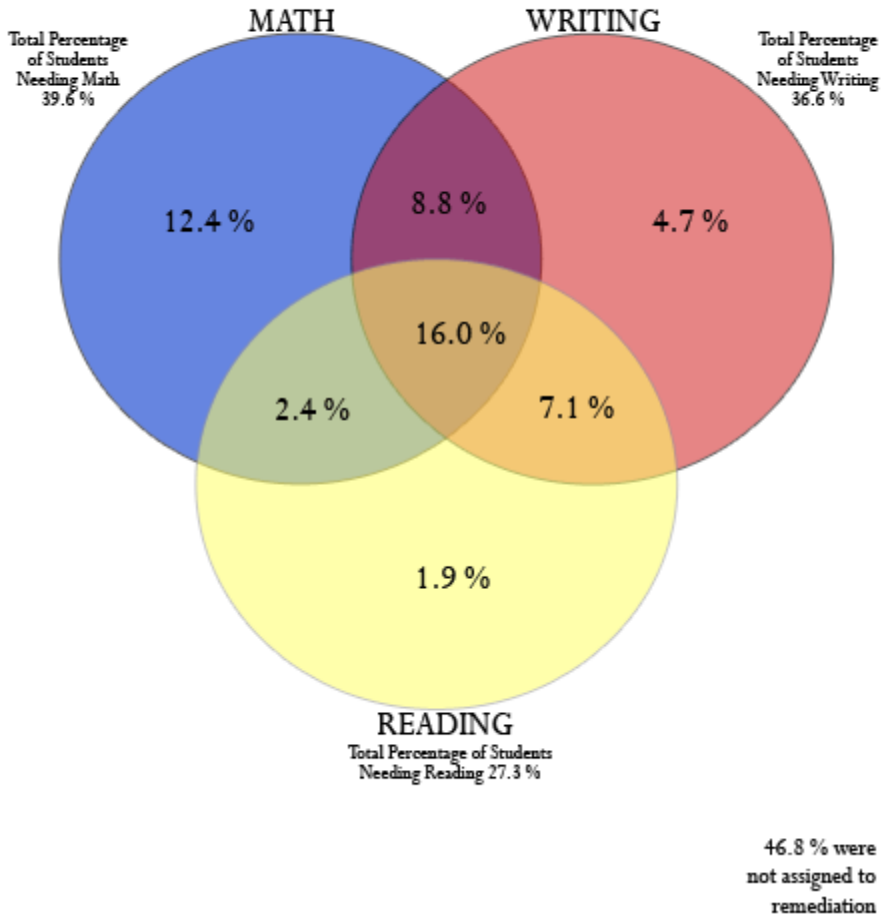 MATH
WRITING
Total Percentage
of Students
Needing Math
39.6 %
Total Percentage
of Students
Needing Writing
36.6 %
12.4 %
8.8 %
4.7 %
16.0 %
2.4 %
7.1 %
1.9 %
READING
Total Percentage of Students
Needing Reading 27.3 %
46.8 % were
not assigned to
remediation